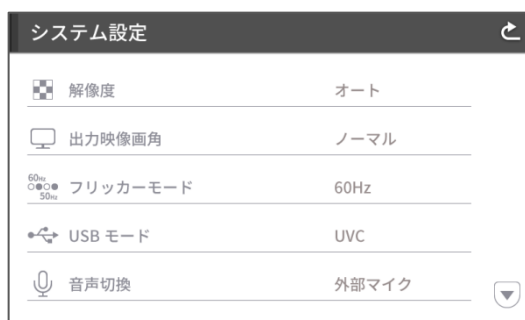 システム設定
解像度 オート
出力映像画角 ノーマル
60Hz
50Hz
フリッカーモード 60Hz
USB モード UVC
音声切換 外部マイク